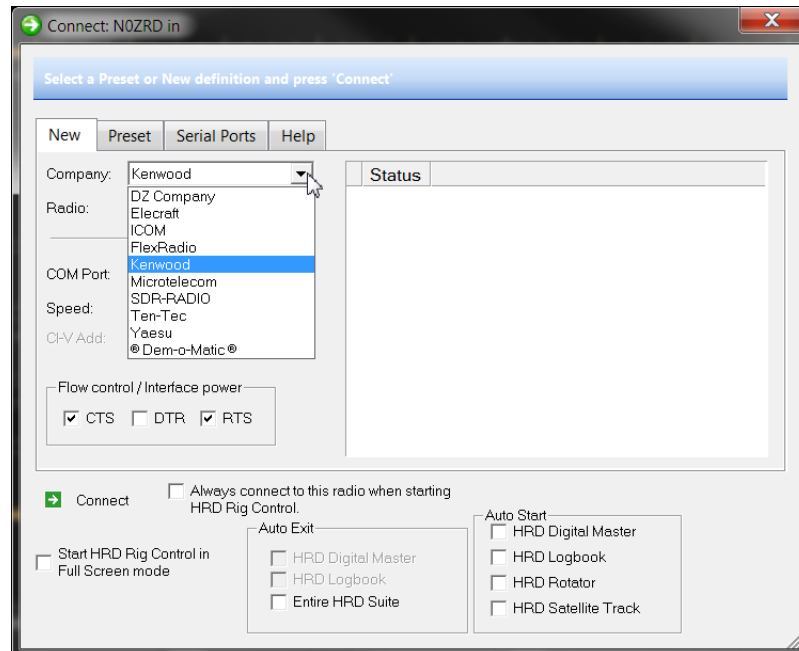 Connect: N0ZRD in
X
Select a Preset or New definition and press 'Connect'
New Preset Serial Ports Help
Company: Kenwood
Status
DZ Company
Radio:
Elecraft
ICOM
FlexRadio
Kenwood
COM Port:
Microtelecom
SDR-RADIO
Speed:
Ten-Tec
CI-V Add:
Yaesu
® Dem-o-Matic ®
Flow control / Interface power
CTS DTR RTS
Connect
Always connect to this radio when starting
HRD Rig Control.
Start HRD Rig Control in
Full Screen mode
Auto Exit
HRD Digital Master
HRD Logbook
Entire HRD Suite
Auto Start
HRD Digital Master
HRD Logbook
HRD Rotator
HRD Satellite Track